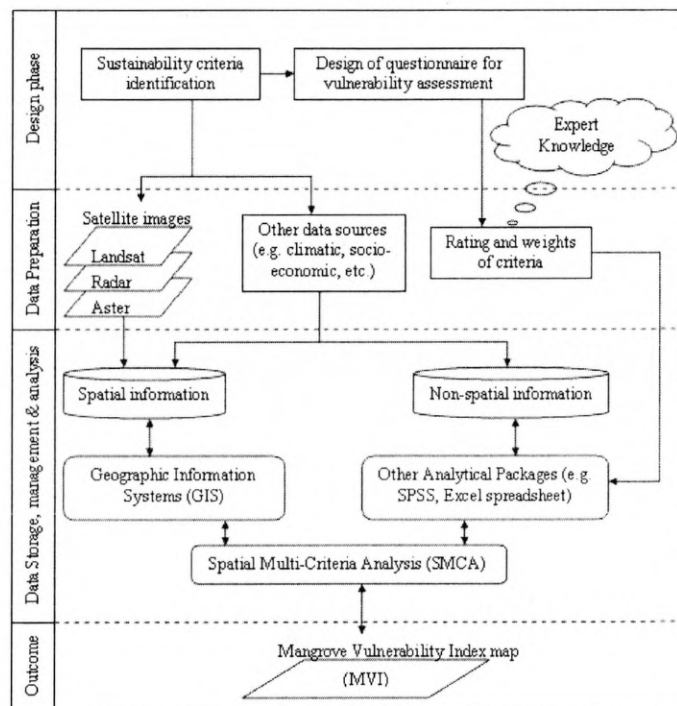 Design phase
Sustainability criteria
identification
Design of questionnaire for
vulnerability assessment
Expert
Knowledge
Data Preparation
Satellite images
Landsat
Radar
Aster
Other data sources
(e.g. climatic, socio-
economic, etc.)
Rating and weights
of criteria
Data Storage, management & analysis
Spatial information
Non-spatial information
Geographic Information
Systems (GIS)
Other Analytical Packages (e.g.
SPSS, Excel spreadsheet)
Spatial Multi-Criteria Analysis (SMCA)
Outcome
Mangrove Vulnerability Index map
(MVI)